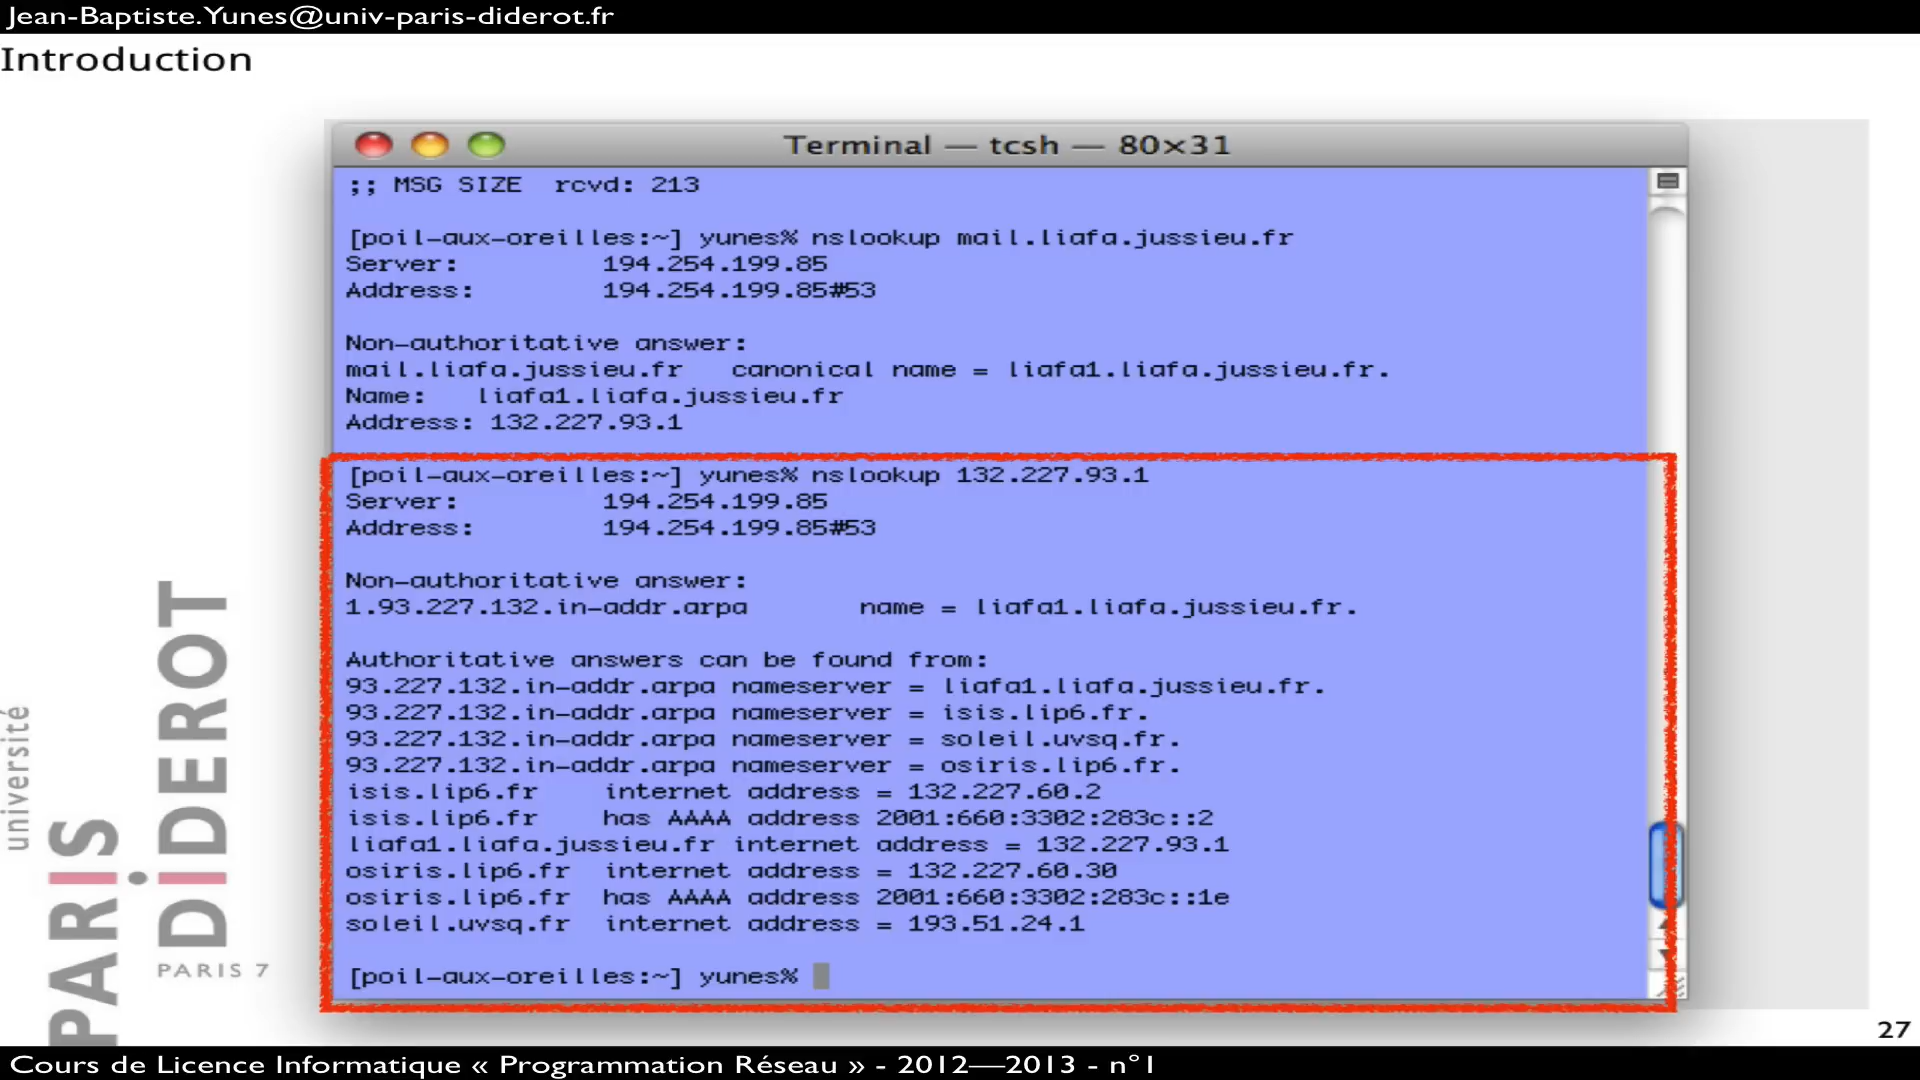 Jean-Baptiste.Yunes@univ-paris-diderot.fr
Introduction
Terminal — tcsh — 80×31
;; MSG SIZE  rcvd: 213
[poil-aux-oreilles:~] yunes% nslookup mail.liafa.jussieu.fr
Server: 194.254.199.85
Address: 194.254.199.85#53
Non-authoritative answer:
mail.liafa.jussieu.fr canonical name = liafa1.liafa.jussieu.fr.
Name: liafa1.liafa.jussieu.fr
Address: 132.227.93.1
[poil-aux-oreilles:~] yunes% nslookup 132.227.93.1
Server: 194.254.199.85
Address: 194.254.199.85#53
Non-authoritative answer:
1.93.227.132.in-addr.arpa name = liafa1.liafa.jussieu.fr.
Authoritative answers can be found from:
93.227.132.in-addr.arpa nameserver = liafa1.liafa.jussieu.fr.
93.227.132.in-addr.arpa nameserver = isis.lip6.fr.
93.227.132.in-addr.arpa nameserver = soleil.uvsq.fr.
93.227.132.in-addr.arpa nameserver = osiris.lip6.fr.
isis.lip6.fr internet address = 132.227.60.2
isis.lip6.fr has AAAA address 2001:660:3302:283c::2
liafa1.liafa.jussieu.fr internet address = 132.227.93.1
osiris.lip6.fr internet address = 132.227.60.30
osiris.lip6.fr has AAAA address 2001:660:3302:283c::1e
soleil.uvsq.fr internet address = 193.51.24.1
[poil-aux-oreilles:~] yunes%
université
PARIS
DIDEROT
PARIS 7
27
Cours de Licence Informatique « Programmation Réseau » - 2012—2013 - n°1